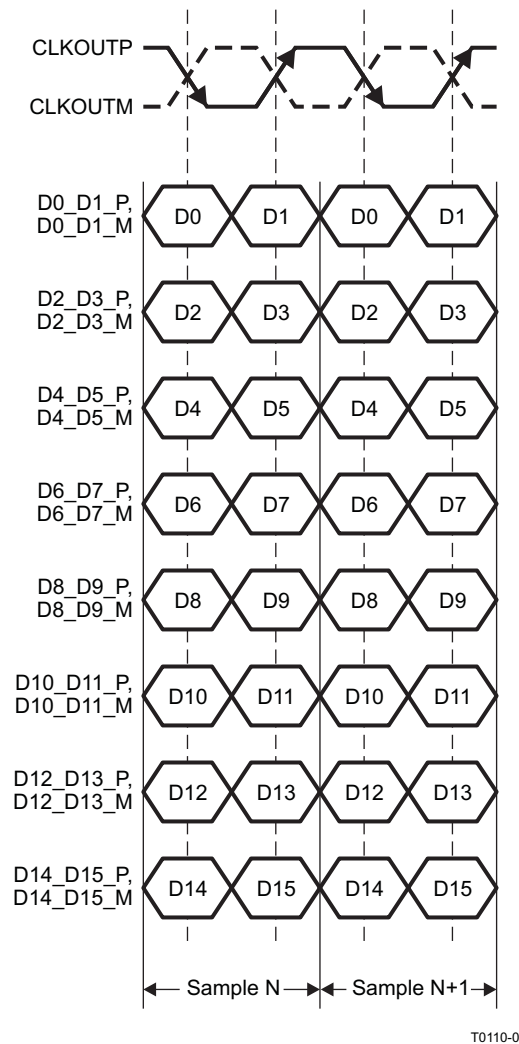 CLKOUTP
CLKOUTM
D0_D1_P,
D0_D1_M
D0 D1 D0 D1
D2_D3_P,
D2_D3_M
D2 D3 D2 D3
D4_D5_P,
D4_D5_M
D4 D5 D4 D5
D6_D7_P,
D6_D7_M
D6 D7 D6 D7
D8_D9_P,
D8_D9_M
D8 D9 D8 D9
D10_D11_P,
D10_D11_M
D10 D11 D10 D11
D12_D13_P,
D12_D13_M
D12 D13 D12 D13
D14_D15_P,
D14_D15_M
D14 D15 D14 D15
Sample N Sample N+1
T0110-0